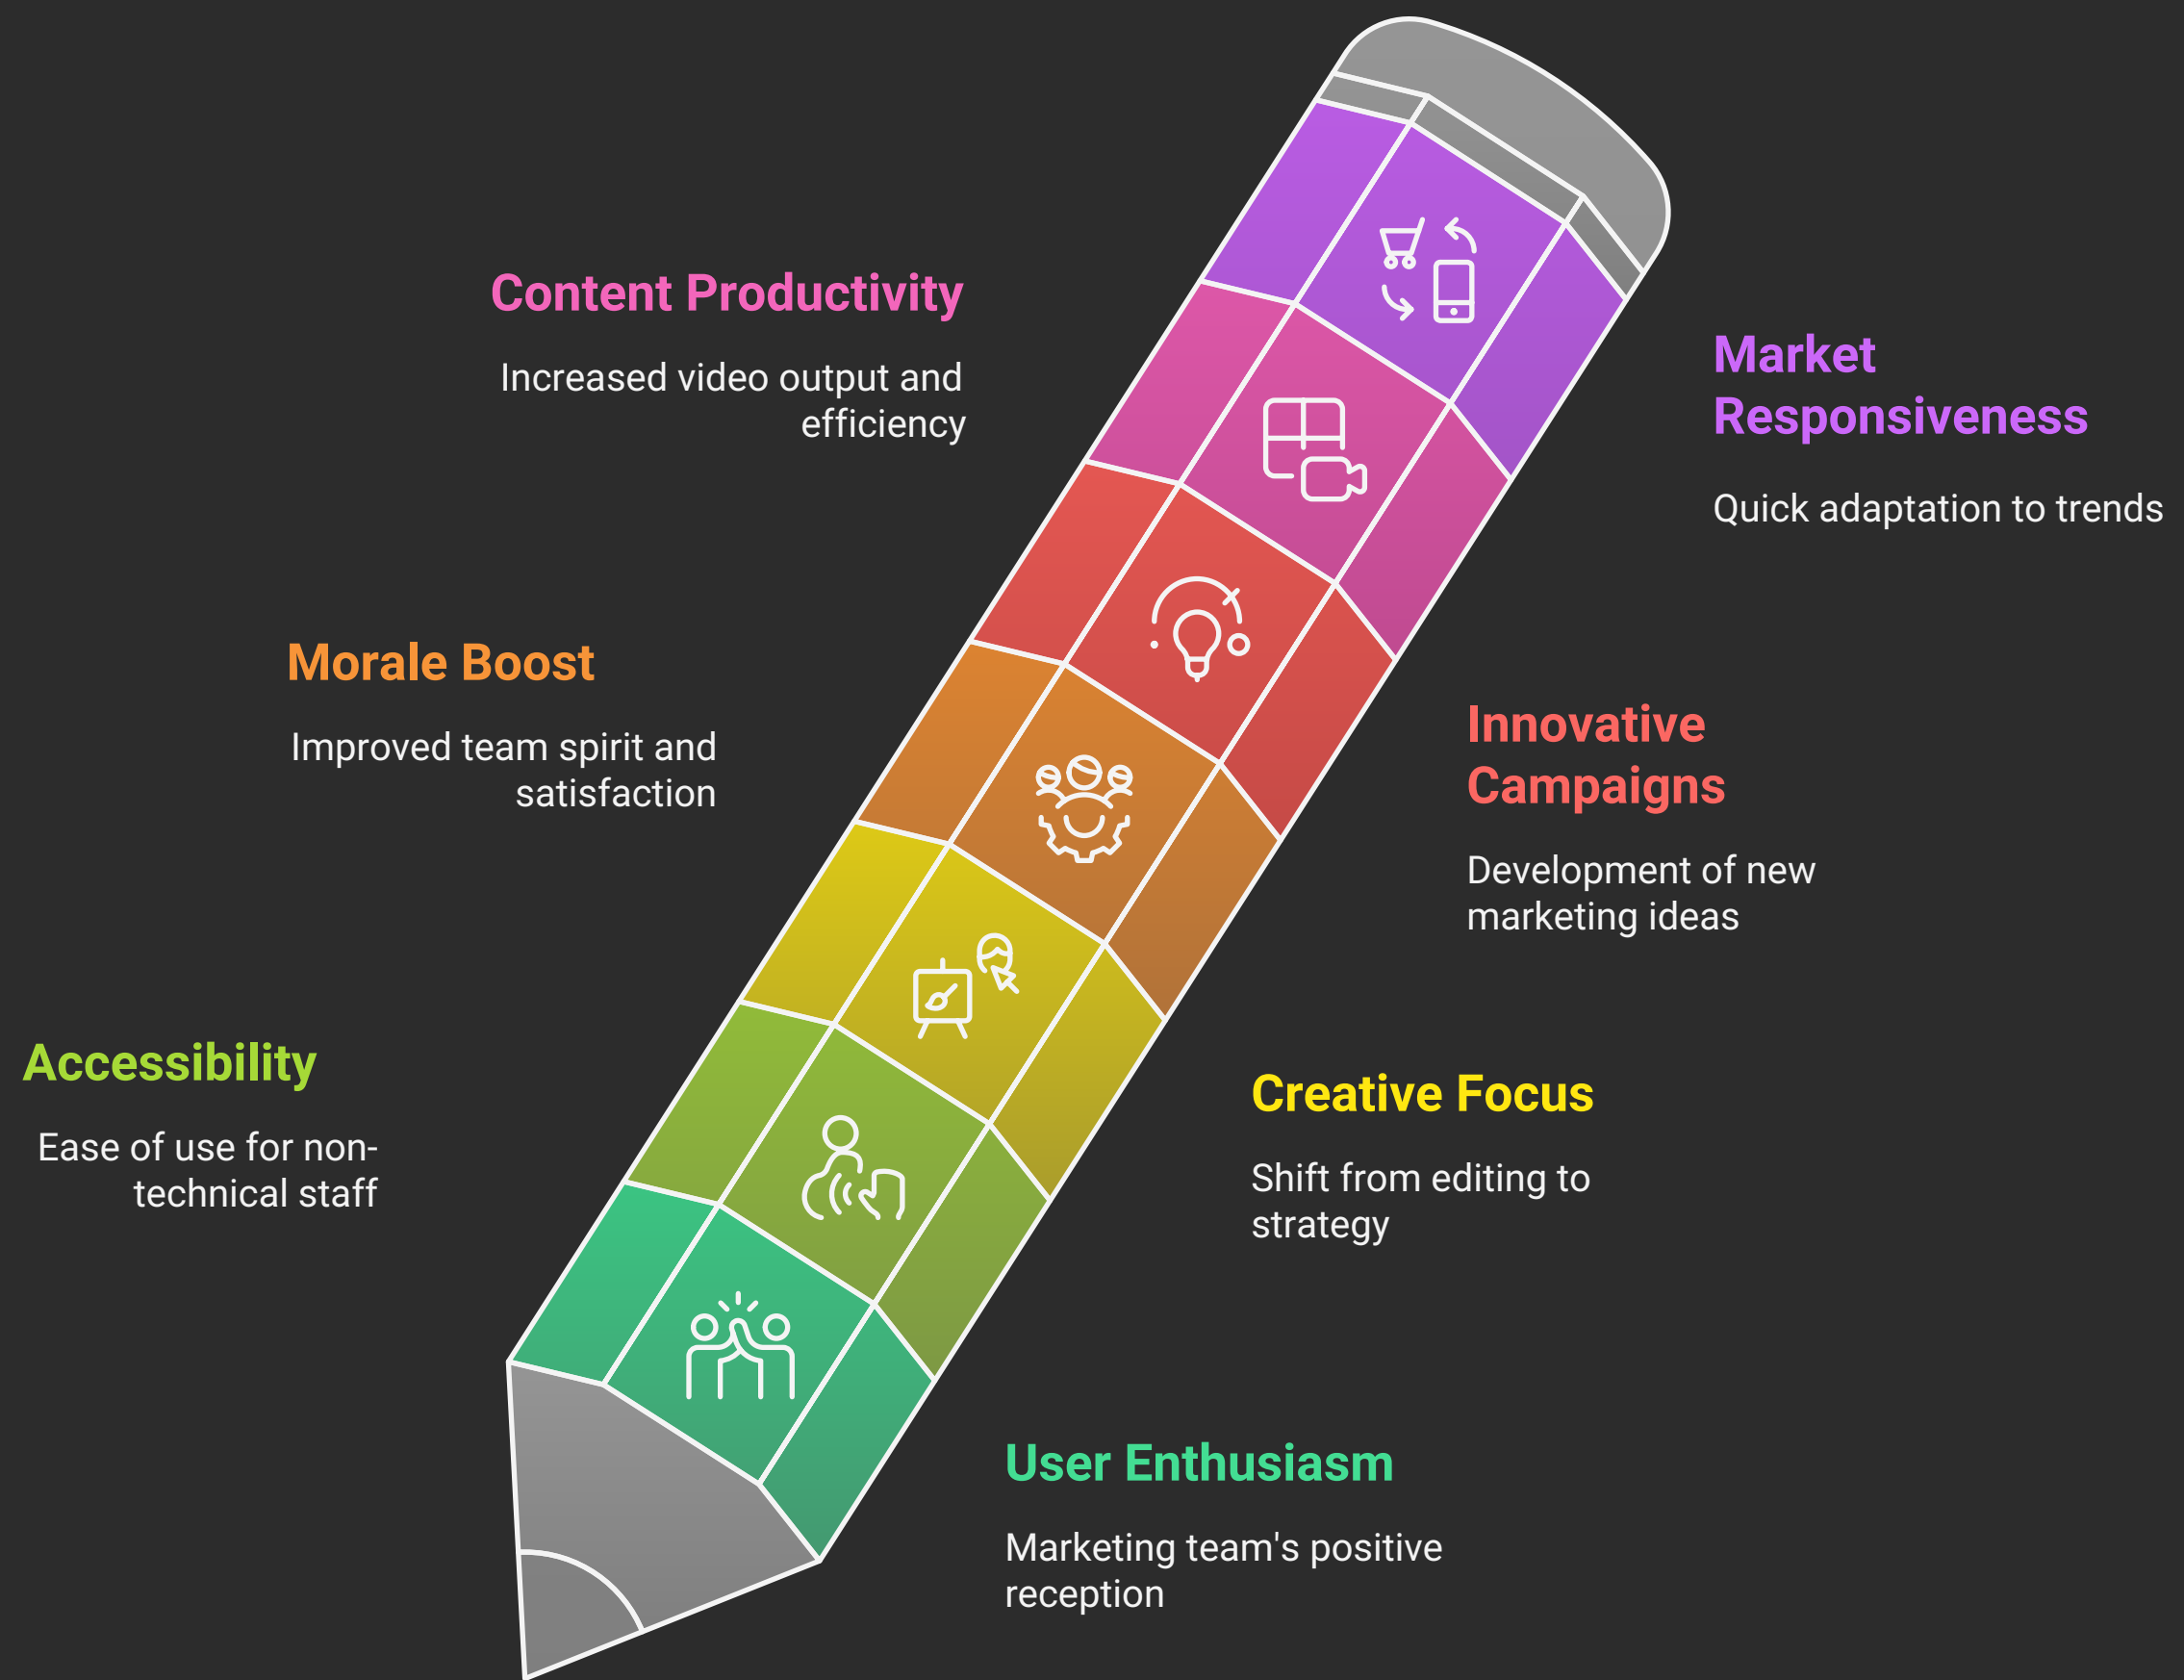 Content Productivity
Increased video output and
efficiency
Market
Responsiveness
Quick adaptation to trends
Morale Boost
Improved team spirit and
satisfaction
Innovative
Campaigns
Development of new
marketing ideas
Accessibility
Ease of use for non-
technical staff
Creative Focus
Shift from editing to
strategy
User Enthusiasm
Marketing team's positive
reception